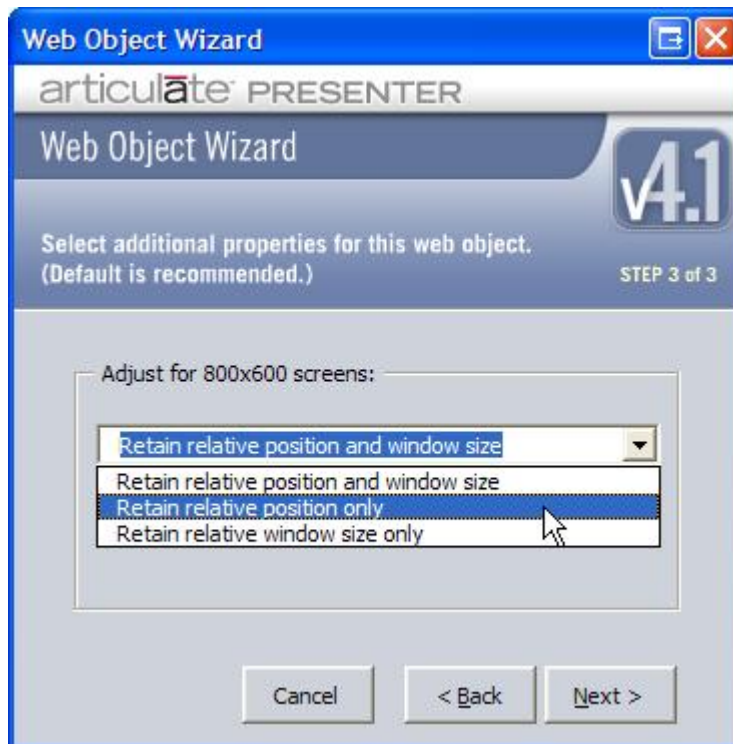 Web Object Wizard
articulāte PRESENTER
Web Object Wizard
v4.1
Select additional properties for this web object.
(Default is recommended.)
STEP 3 of 3
Adjust for 800x600 screens:
Retain relative position and window size
Retain relative position and window size
Retain relative position only
Retain relative window size only
Cancel
< Back
Next >